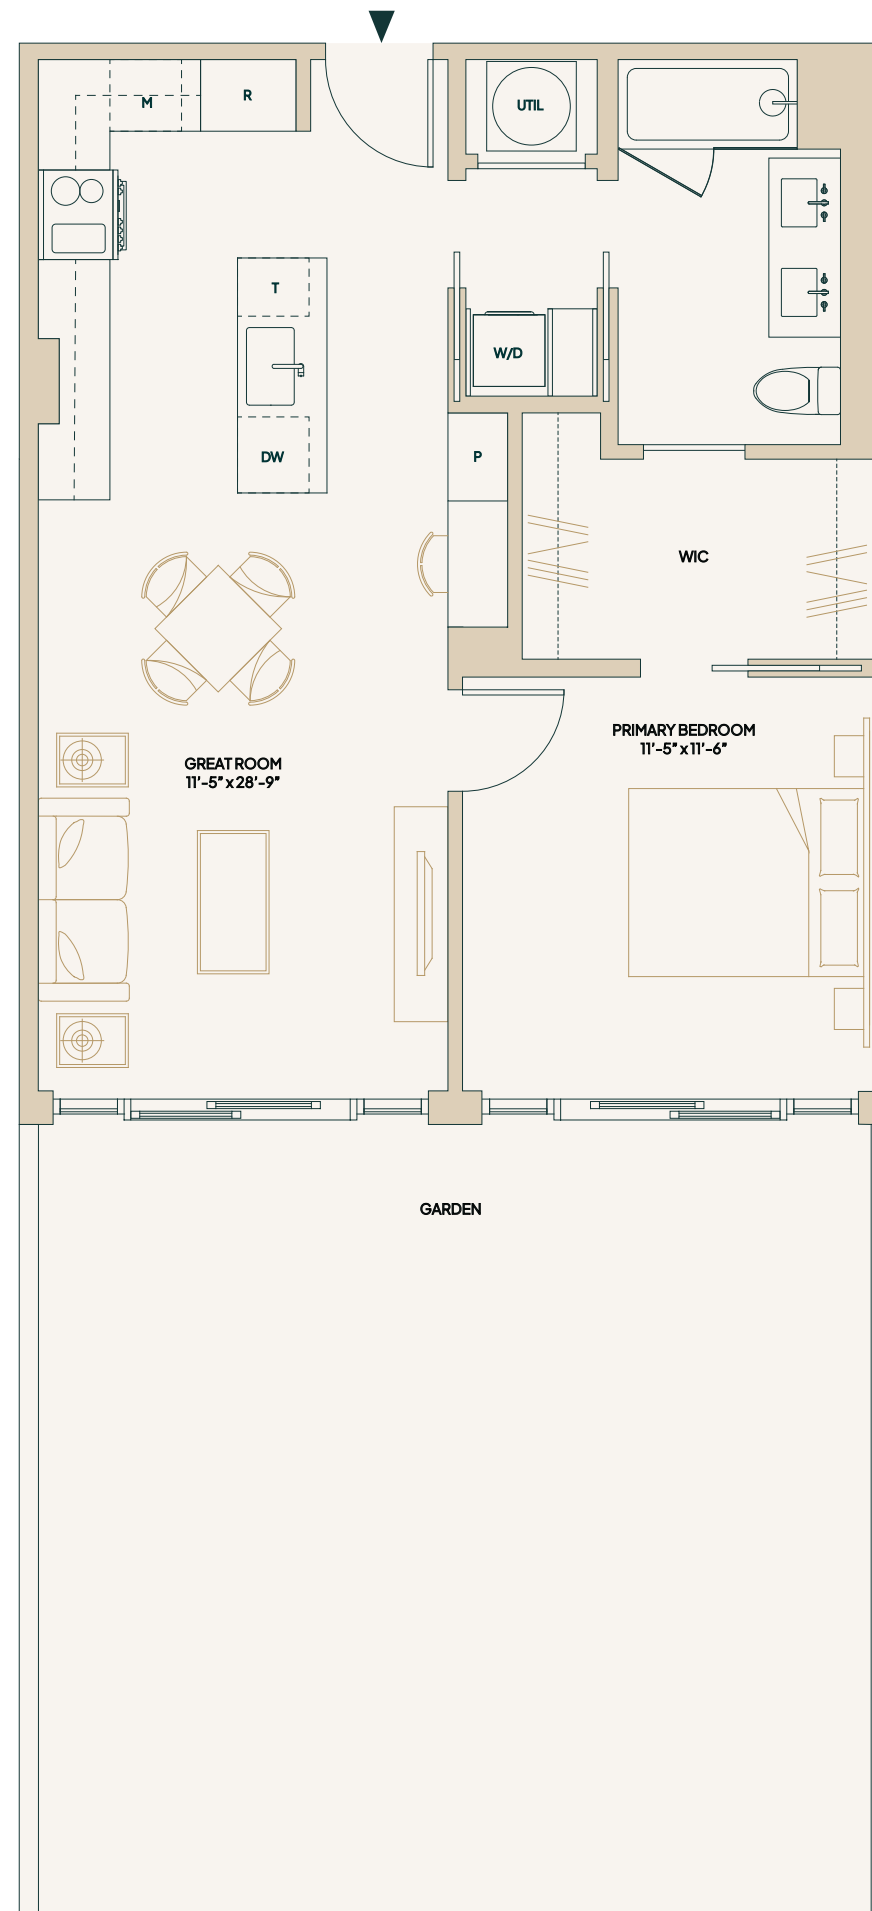 M
R
UTIL
T
W/D
DW
P
WIC
PRIMARY BEDROOM
11'-5" x 11'-6"
GREAT ROOM
11'-5" x 28'-9"
GARDEN